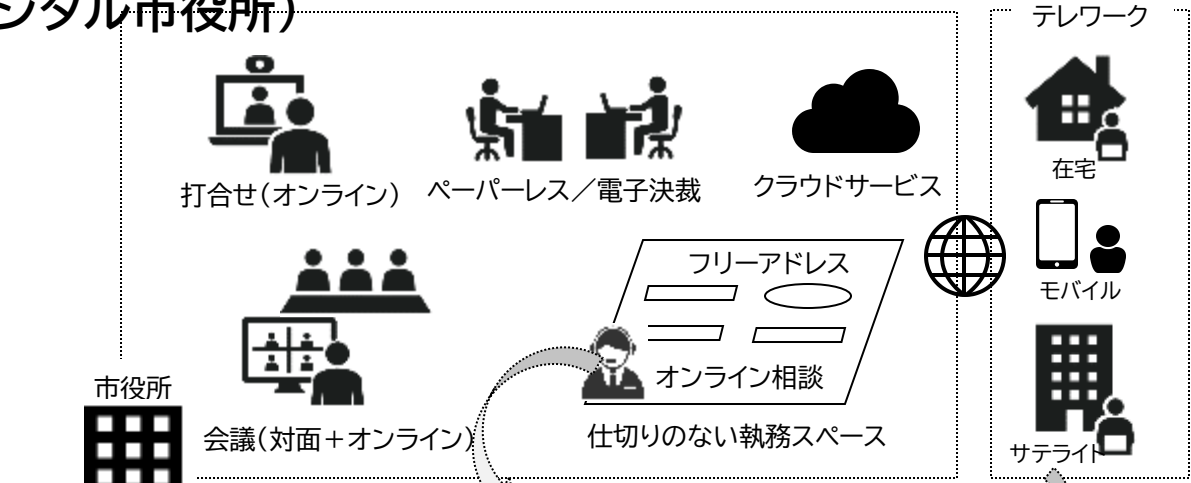 ジタル市役所）
テレワーク
打合せ（オンライン）
ペーパーレス／電子決裁
クラウドサービス
在宅
フリーアドレス
モバイル
オンライン相談
市役所
会議（対面＋オンライン）
仕切りのない執務スペース
サテライト